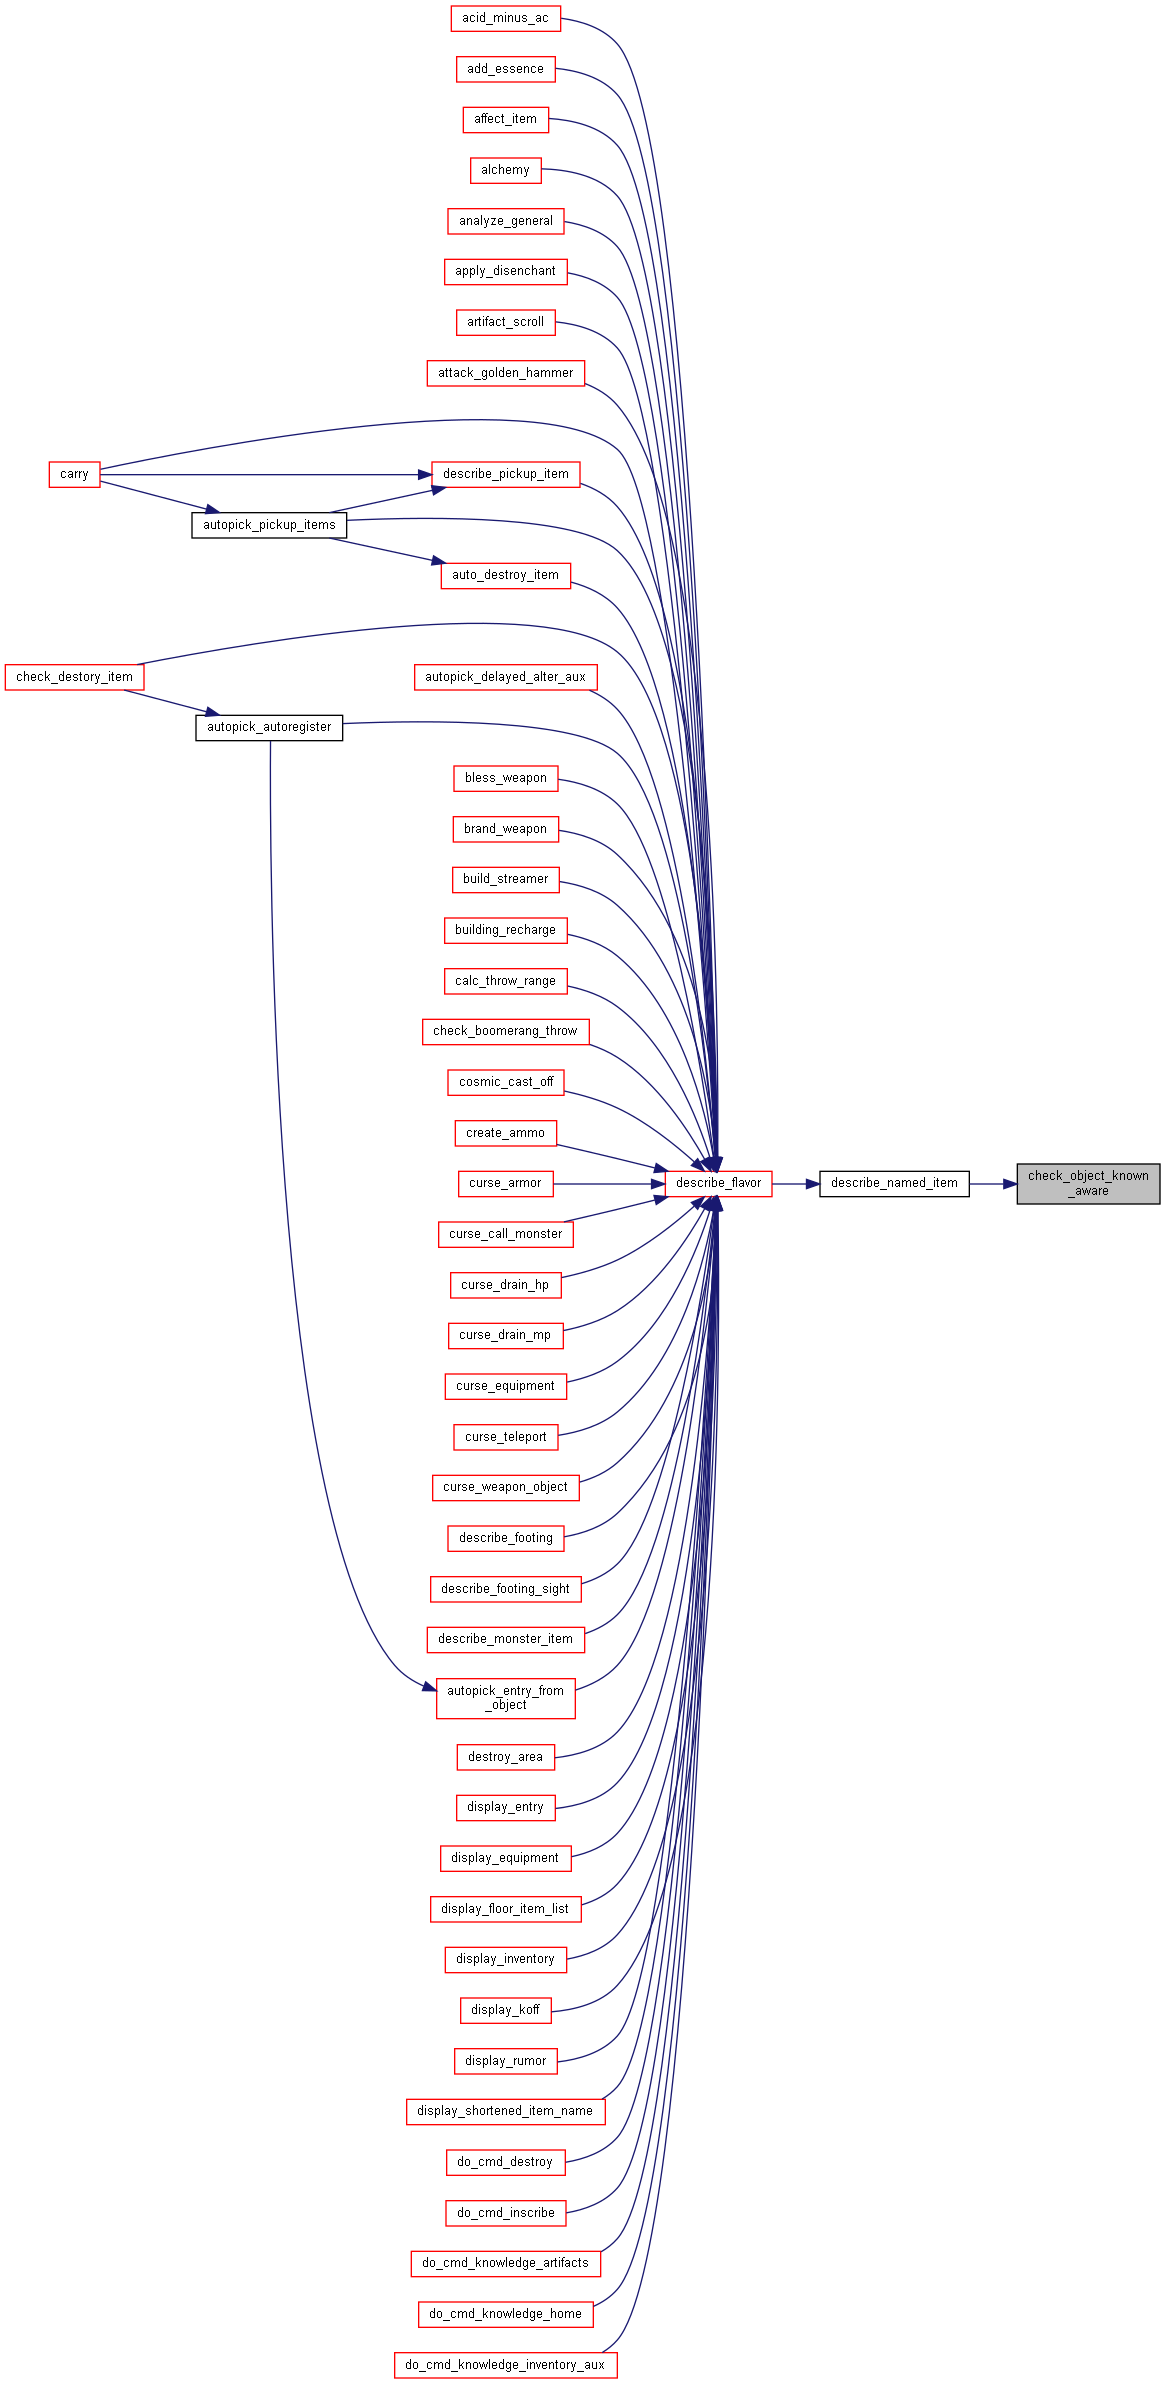 acid_minus_ac
add_essence
affect_item
alchemy
analyze_general
apply_disenchant
artifact_scroll
attack_golden_hammer
carry
describe_pickup_item
autopick_pickup_items
auto_destroy_item
check_destory_item
autopick_delayed_alter_aux
autopick_autoregister
bless_weapon
brand_weapon
build_streamer
building_recharge
calc_throw_range
check_boomerang_throw
cosmic_cast_off
create_ammo
curse_armor
describe_flavor
describe_named_item
check_object_known
_aware
curse_call_monster
curse_drain_hp
curse_drain_mp
curse_equipment
curse_teleport
curse_weapon_object
describe_footing
describe_footing_sight
describe_monster_item
autopick_entry_from
_object
destroy_area
display_entry
display_equipment
display_floor_item_list
display_inventory
display_koff
display_rumor
display_shortened_item_name
do_cmd_destroy
do_cmd_inscribe
do_cmd_knowledge_artifacts
do_cmd_knowledge_home
do_cmd_knowledge_inventory_aux